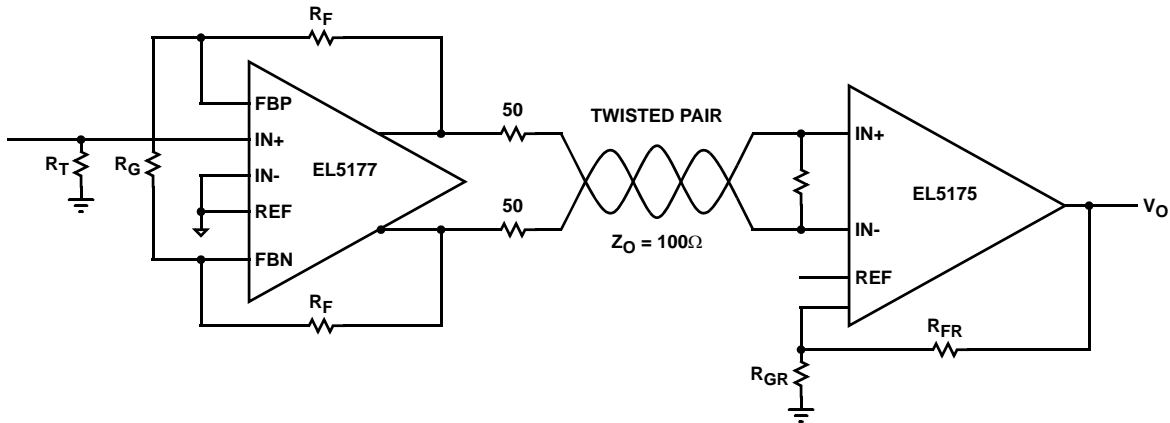 R_F
50
TWISTED PAIR
FBP
IN+
IN+
R_T
R_G
IN-
EL5177
EL5175
V_O
REF
50
IN-
Z_O = 100Ω
FBN
REF
R_F
R_FR
R_GR